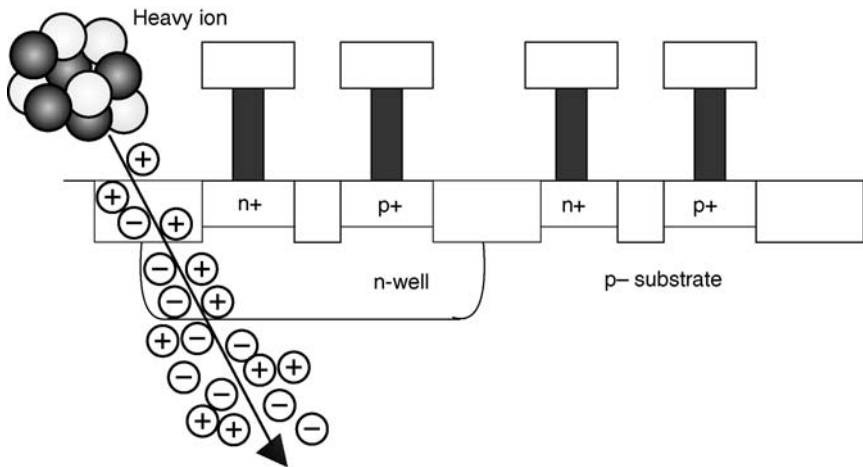 Heavy ion
n+ p+ n+ p+
n-well p– substrate
+
+ − +
− +
− +
+ − −
− + +
− −
+ + −